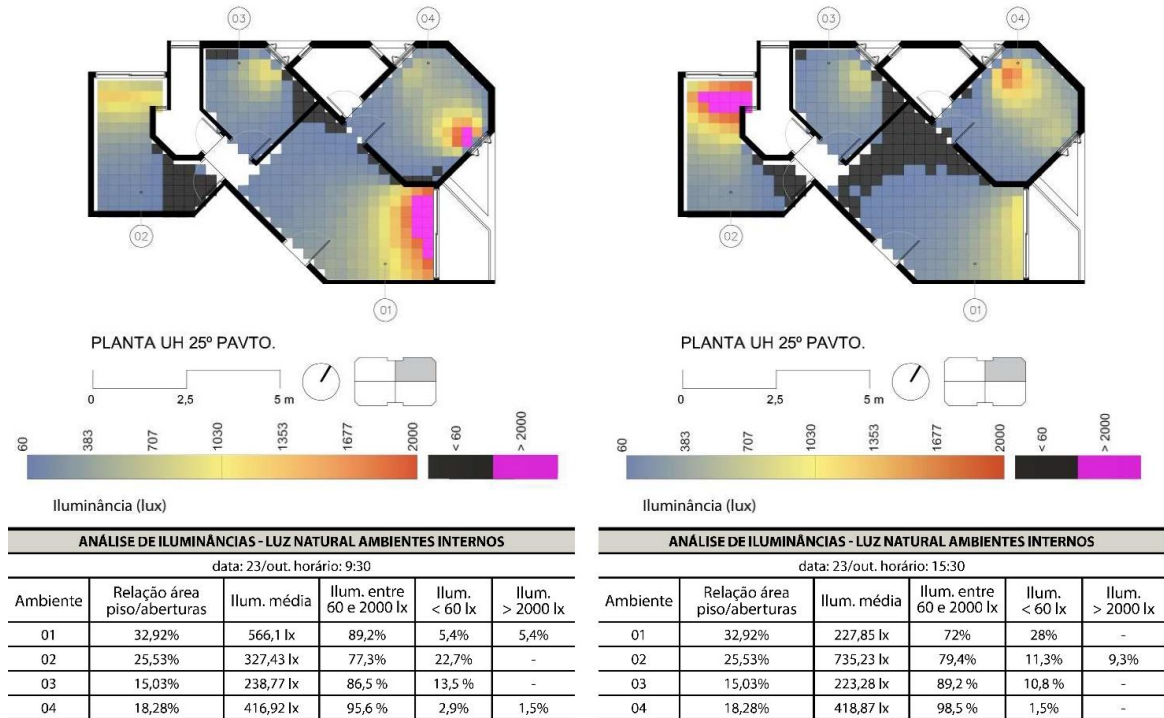 03
04
02
01
PLANTA UH 25º PAVTO.
0 2,5 5 m
60 383 707 1030 1353 1677 2000 < 60 > 2000
Iluminância (lux)
ANÁLISE DE ILUMINÂNCIAS - LUZ NATURAL AMBIENTES INTERNOS
data: 23/out. horário: 9:30
Ambiente Relação área piso/aberturas Ilum. média Ilum. entre 60 e 2000 lx Ilum. < 60 lx Ilum. > 2000 lx
01 32,92% 566,1 lx 89,2% 5,4% 5,4%
02 25,53% 327,43 lx 77,3% 22,7% -
03 15,03% 238,77 lx 86,5 % 13,5 % -
04 18,28% 416,92 lx 95,6 % 2,9% 1,5%
03
04
02
01
PLANTA UH 25º PAVTO.
0 2,5 5 m
60 383 707 1030 1353 1677 2000 < 60 > 2000
Iluminância (lux)
ANÁLISE DE ILUMINÂNCIAS - LUZ NATURAL AMBIENTES INTERNOS
data: 23/out. horário: 15:30
Ambiente Relação área piso/aberturas Ilum. média Ilum. entre 60 e 2000 lx Ilum. < 60 lx Ilum. > 2000 lx
01 32,92% 227,85 lx 72% 28% -
02 25,53% 735,23 lx 79,4% 11,3% 9,3%
03 15,03% 223,28 lx 89,2 % 10,8 % -
04 18,28% 418,87 lx 98,5 % 1,5% -